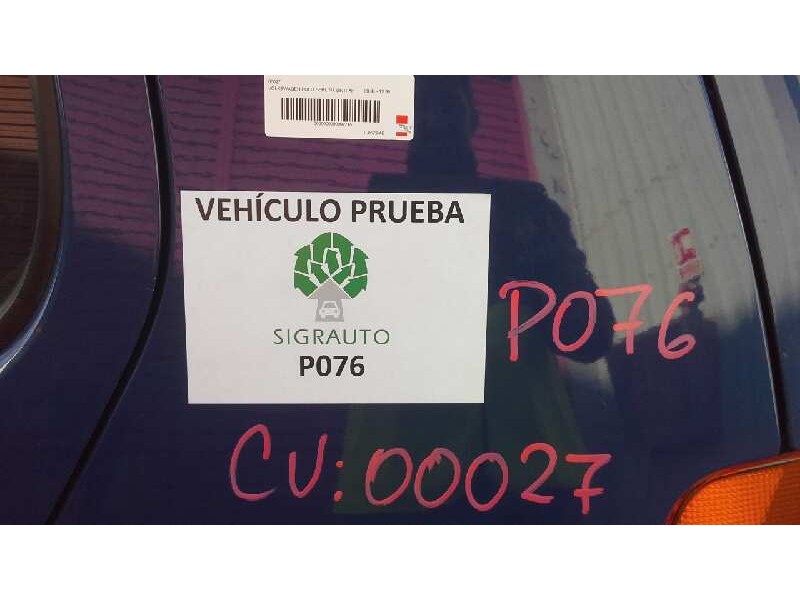 VEHÍCULO PRUEBA
SIGRAUTO
P076
P076
CV: 00027